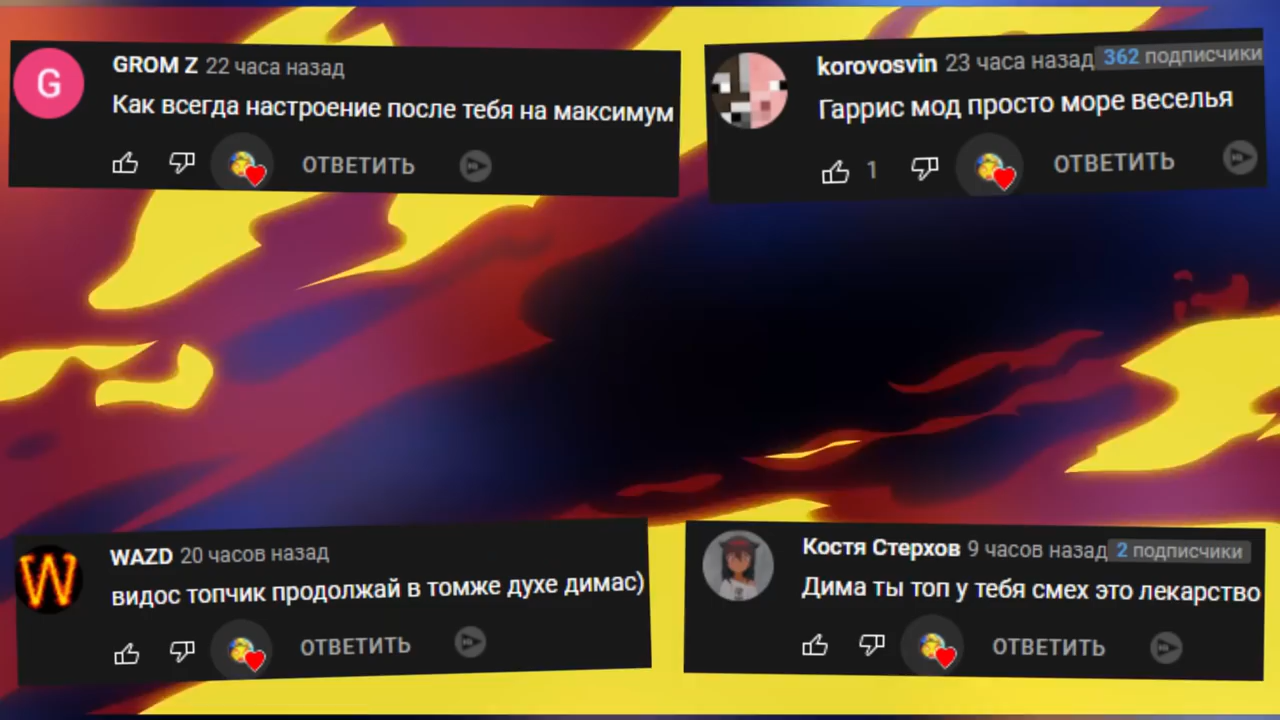 G
GROM Z 22 часа назад
Как всегда настроение после тебя на максимум
ОТВЕТИТЬ
korovosvin 23 часа назад 362 подписчики
Гаррис мод просто море веселья
1
ОТВЕТИТЬ
W
WAZD 20 часов назад
видос топчик продолжай в томже духе димас)
ОТВЕТИТЬ
Костя Стерхов 9 часов назад 2 подписчики
Дима ты топ у тебя смех это лекарство
ОТВЕТИТЬ